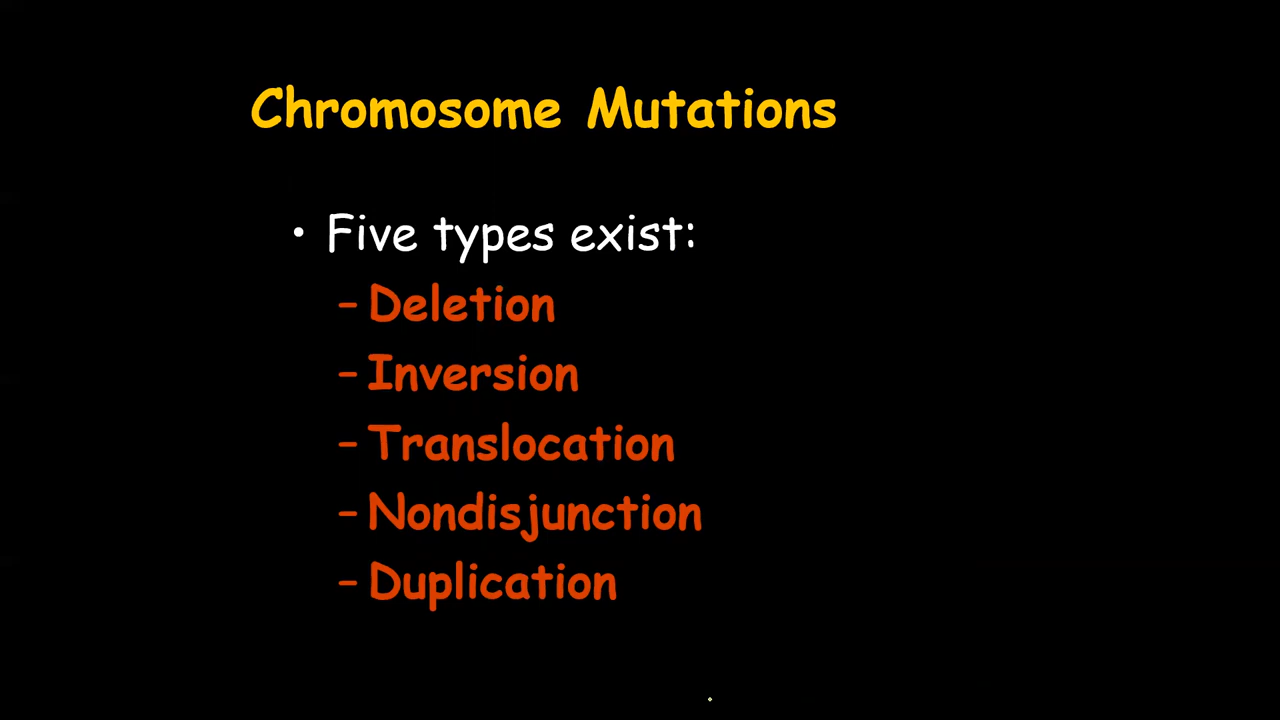 Chromosome Mutations
• Five types exist:
– Deletion
– Inversion
– Translocation
– Nondisjunction
– Duplication